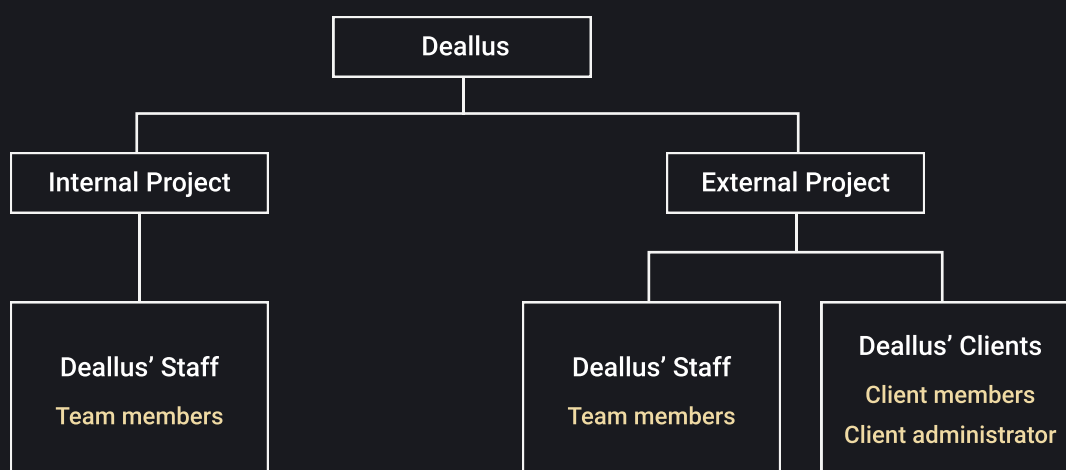 Deallus
Internal Project
External Project
Deallus’ Staff
Team members
Deallus’ Staff
Team members
Deallus’ Clients
Client members
Client administrator